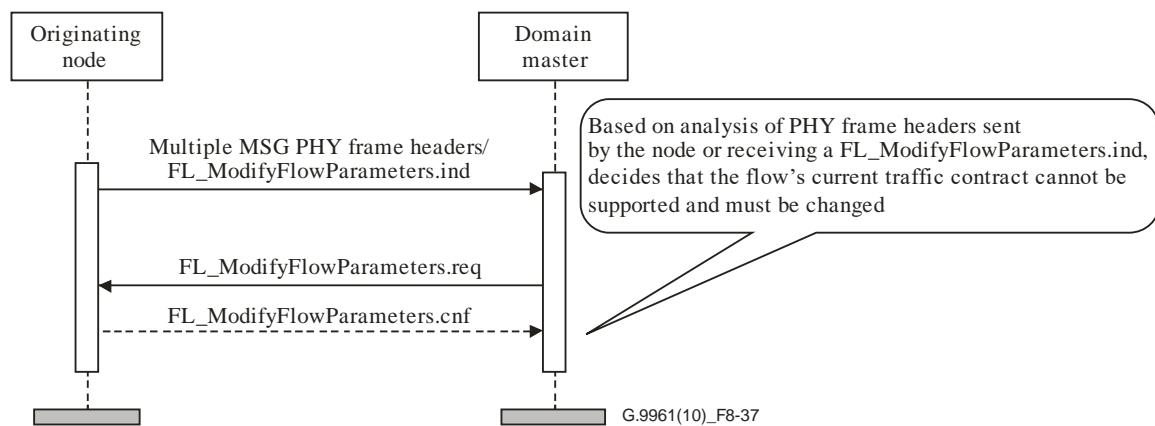 Originating
node
Domain
master
Multiple MSG PHY frame headers/
FL_ModifyFlowParameters.ind
Based on analysis of PHY frame headers sent
by the node or receiving a FL_ModifyFlowParameters.ind,
decides that the flow's current traffic contract cannot be
supported and must be changed
FL_ModifyFlowParameters.req
FL_ModifyFlowParameters.cnf
G.9961(10)_F8-37